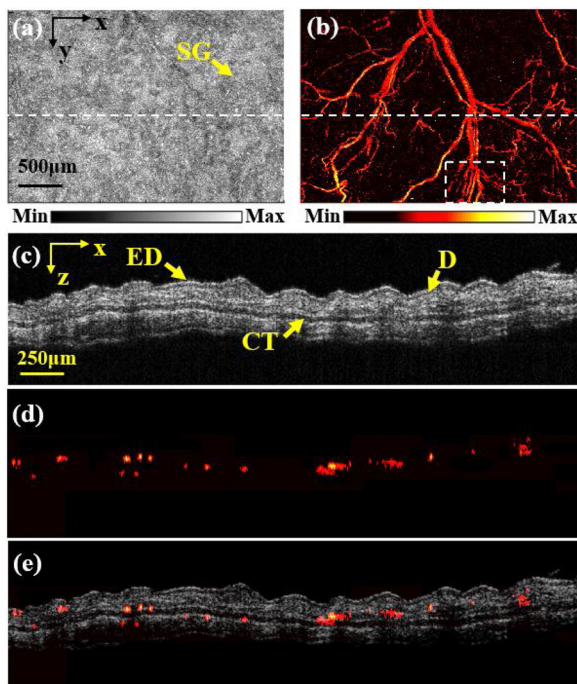 (a) x (b)
y SG
500µm
Min Max Min Max
(c) x ED D
z
CT
250µm
(d)
(e)